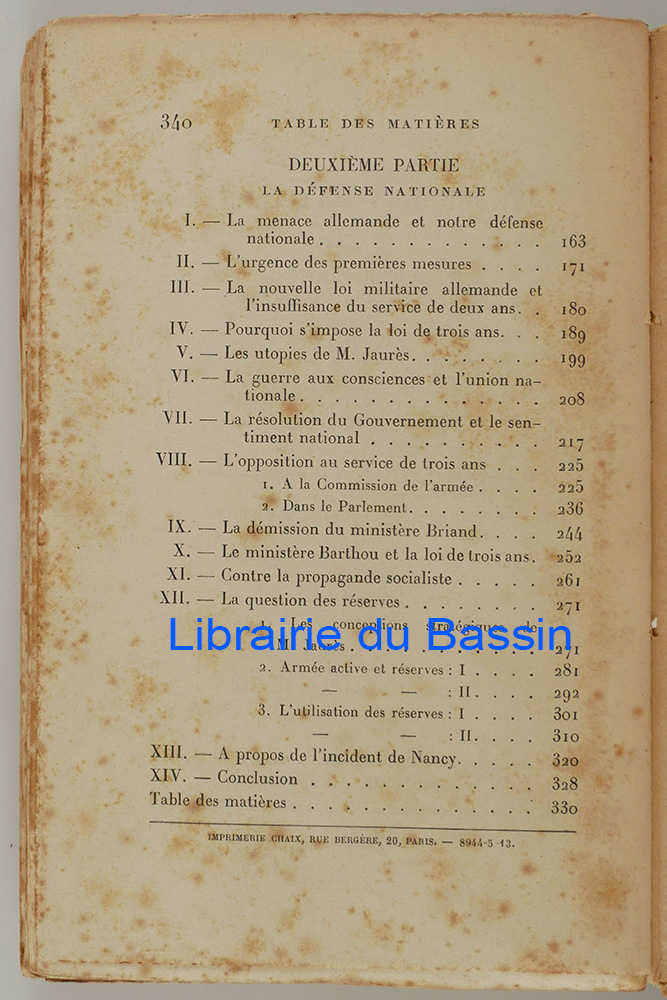 340 TABLE DES MATIÈRES
DEUXIÈME PARTIE
LA DÉFENSE NATIONALE
I. — La menace allemande et notre défense
nationale . . . . . . . . . . . . . 163
II. — L'urgence des premières mesures . . . . 171
III. — La nouvelle loi militaire allemande et
l'insuffisance du service de deux ans. . 180
IV. — Pourquoi s'impose la loi de trois ans. . . 189
V. — Les utopies de M. Jaurès. . . . . . . . 199
VI. — La guerre aux consciences et l'union na-
tionale . . . . . . . . . . . . . . 208
VII. — La résolution du Gouvernement et le sen-
timent national . . . . . . . . . . 217
VIII. — L'opposition au service de trois ans . . . 225
1. A la Commission de l'armée . . . . 225
2. Dans le Parlement. . . . . . . . . 236
IX. — La démission du ministère Briand. . . . 244
X. — Le ministère Barthou et la loi de trois ans. 252
XI. — Contre la propagande socialiste . . . . . 261
XII. — La question des réserves . . . . . . . . 271
1. Les conceptions stratégiques de
M. Jaurès . . . . . . . . . . . . 271
Librairie du Bassin
2. Armée active et réserves : I . . . . 281
— — : II. . . . 292
3. L'utilisation des réserves : I . . . . 301
— — : II. . . . 310
XIII. — A propos de l'incident de Nancy. . . . . 320
XIV. — Conclusion . . . . . . . . . . . . . 328
Table des matières . . . . . . . . . . . . . . 330
IMPRIMERIE CHAIX, RUE BERGÈRE, 20, PARIS. — 8944-5-13.